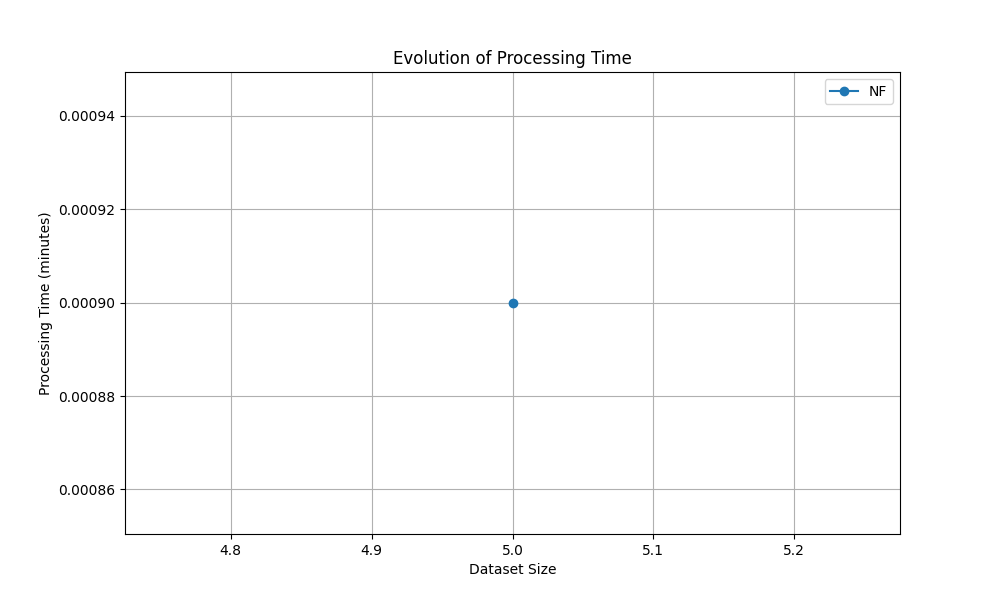 Evolution of Processing Time
NF
0.00094
0.00092
0.00090
0.00088
0.00086
Processing Time (minutes)
4.8 4.9 5.0 5.1 5.2
Dataset Size